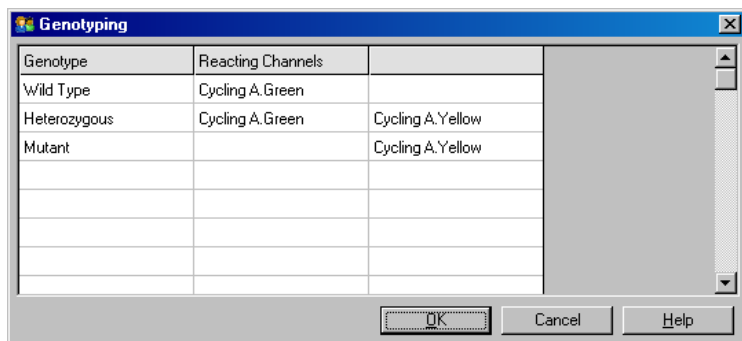 Genotyping
Genotype Reacting Channels
Wild Type Cycling A.Green
Heterozygous Cycling A.Green Cycling A.Yellow
Mutant Cycling A.Yellow
OK Cancel Help